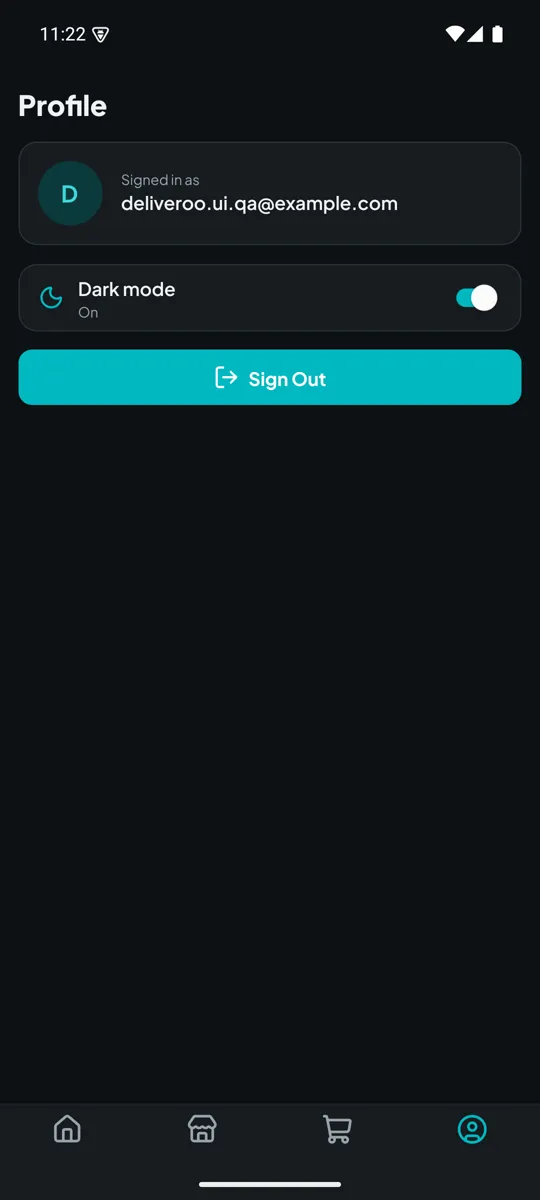 11:22
Profile
D
Signed in as
deliveroo.ui.qa@example.com
Dark mode
On
Sign Out